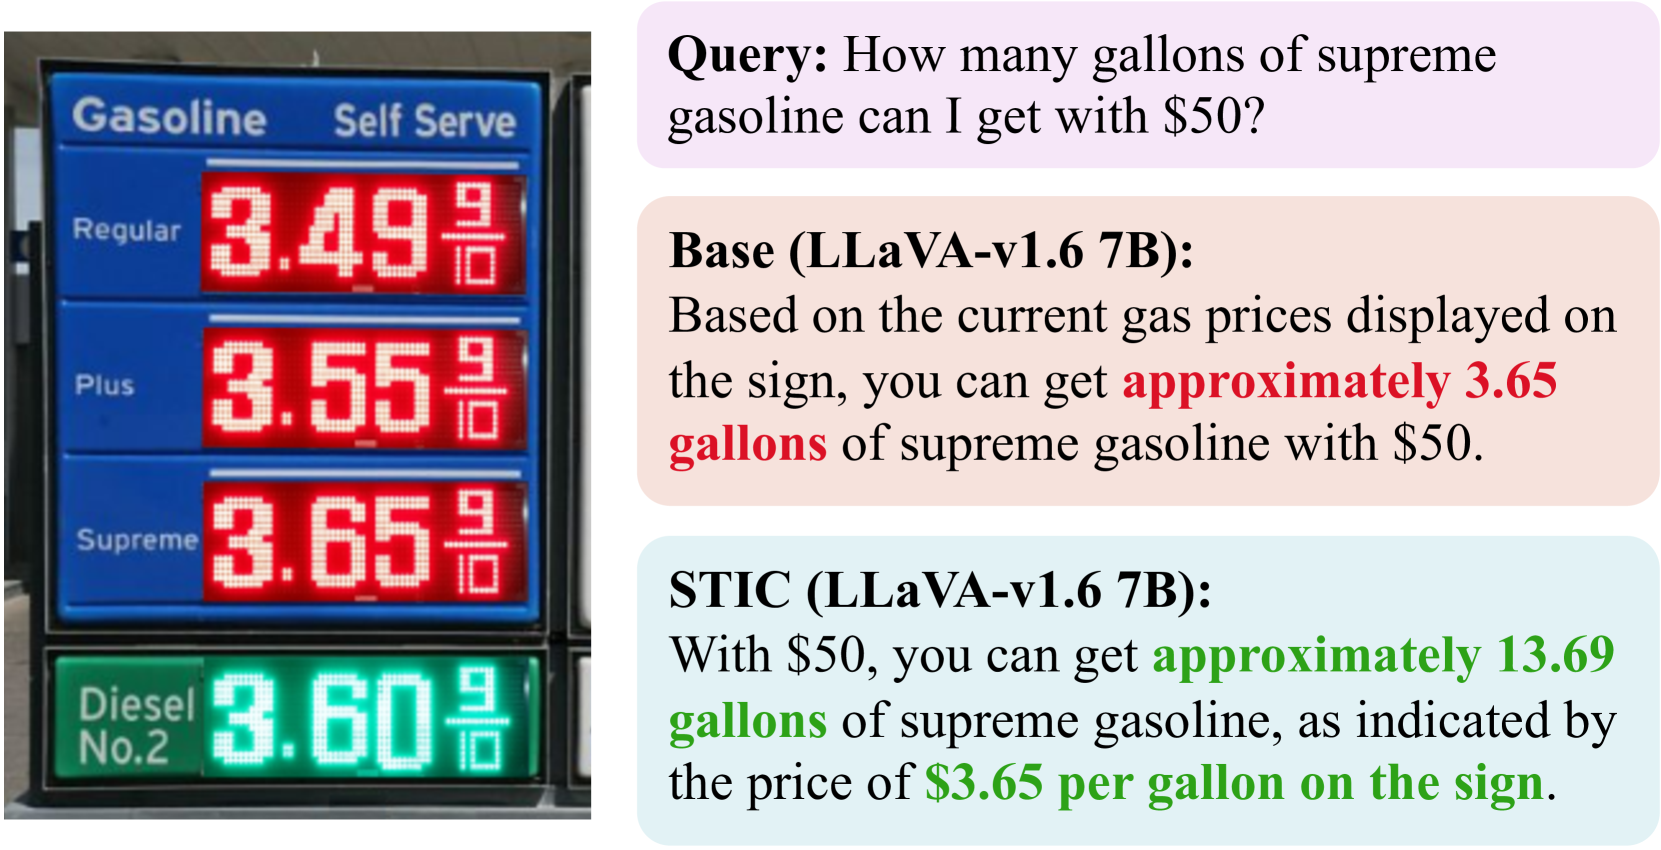 Gasoline Self Serve
Regular 3.49 9/10
Plus 3.55 9/10
Supreme 3.65 9/10
Diesel No.2 3.60 9/10
Query: How many gallons of supreme
gasoline can I get with $50?
Base (LLaVA-v1.6 7B):
Based on the current gas prices displayed on
the sign, you can get approximately 3.65
gallons of supreme gasoline with $50.
STIC (LLaVA-v1.6 7B):
With $50, you can get approximately 13.69
gallons of supreme gasoline, as indicated by
the price of $3.65 per gallon on the sign.